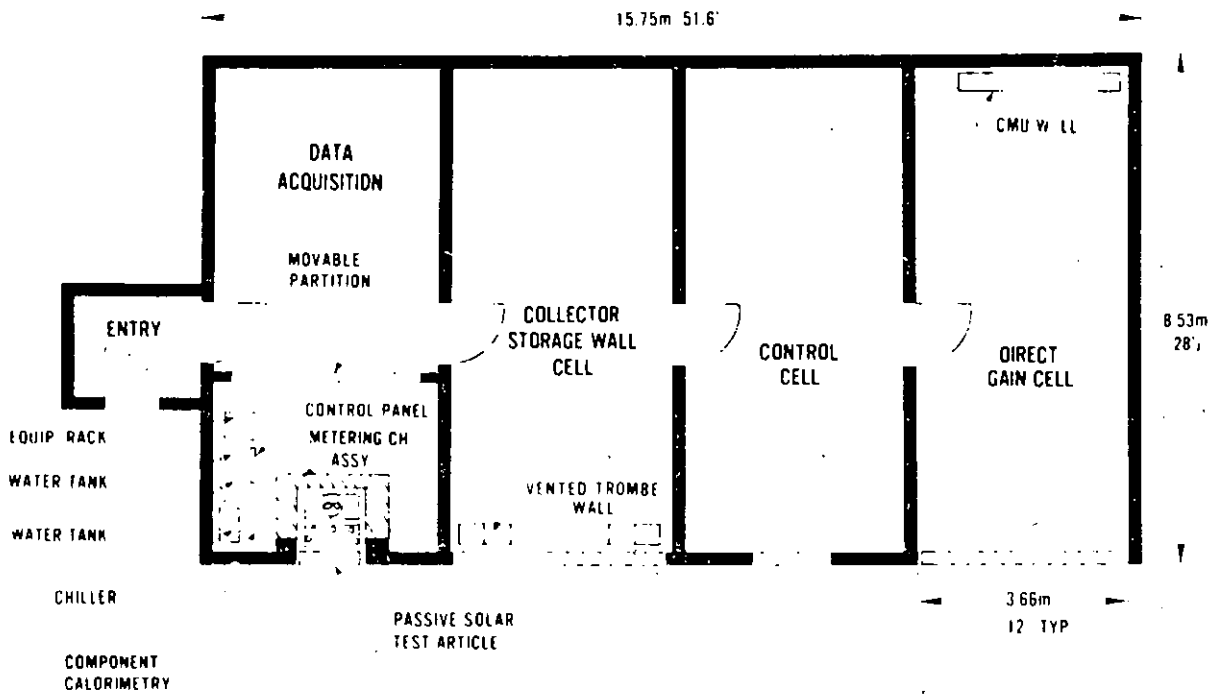 15.75m 51.6'
CMU W LL
DATA
ACQUISITION
MOVABLE
PARTITION
ENTRY
COLLECTOR
STORAGE WALL
CELL
CONTROL
CELL
DIRECT
GAIN CELL
8.53m
28'
CONTROL PANEL
METERING CH
ASSY
EQUIP RACK
WATER TANK
VENTED TROMBE
WALL
WATER TANK
CHILLER
3.66m
12 TYP
PASSIVE SOLAR
TEST ARTICLE
COMPONENT
CALORIMETRY